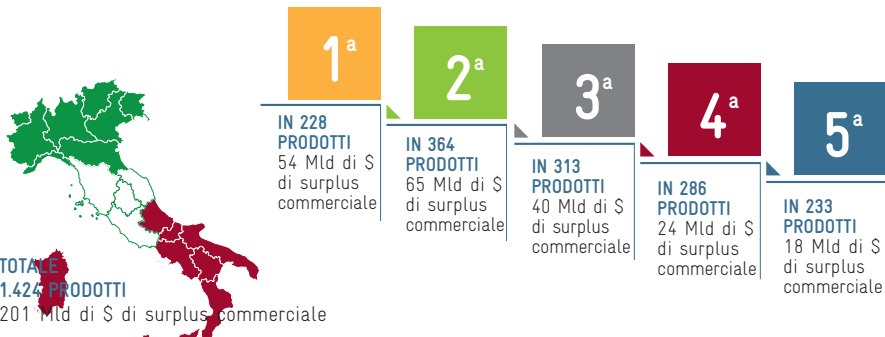 1ª
IN 228
PRODOTTI
54 Mld di $
di surplus
commerciale
2ª
IN 364
PRODOTTI
65 Mld di $
di surplus
commerciale
3ª
IN 313
PRODOTTI
40 Mld di $
di surplus
commerciale
4ª
IN 286
PRODOTTI
24 Mld di $
di surplus
commerciale
5ª
IN 233
PRODOTTI
18 Mld di $
di surplus
commerciale
TOTALE
1.424 PRODOTTI
201 Mld di $ di surplus commerciale